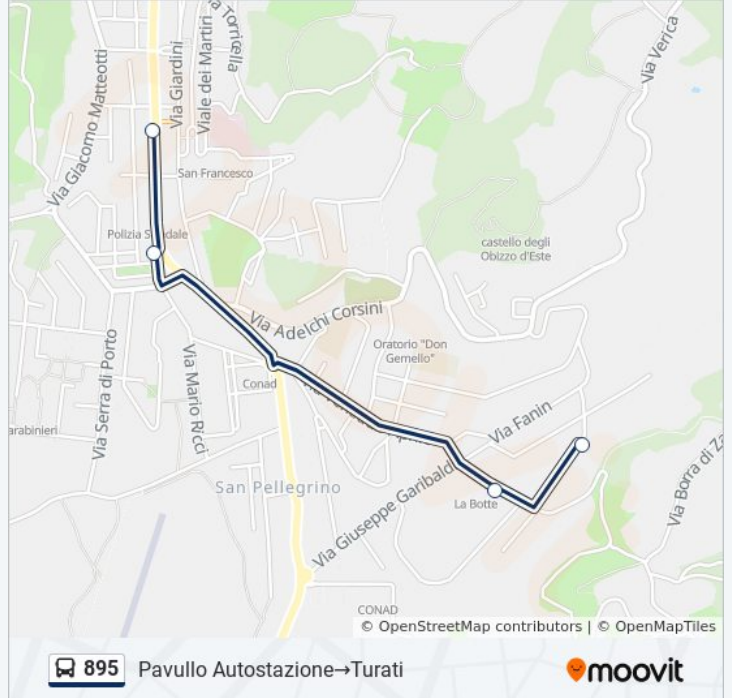 Torricella
Via Giardini
Viale dei Martiri
Via Giacomo Matteotti
Via Verica
San Francesco
Polizia
castello degli
Obizzo d'Este
Via Adelchi Corsini
Oratorio "Don
Gemello"
Via Serra di Porto
Via Mario Ricci
Conad
Via Fanin
arabinieri
San Pellegrino
Via Giuseppe Garibaldi
La Botte
Via Borra di Za
CONAD
© OpenStreetMap contributors | © OpenMapTiles
895 Pavullo Autostazione→Turati
moovit